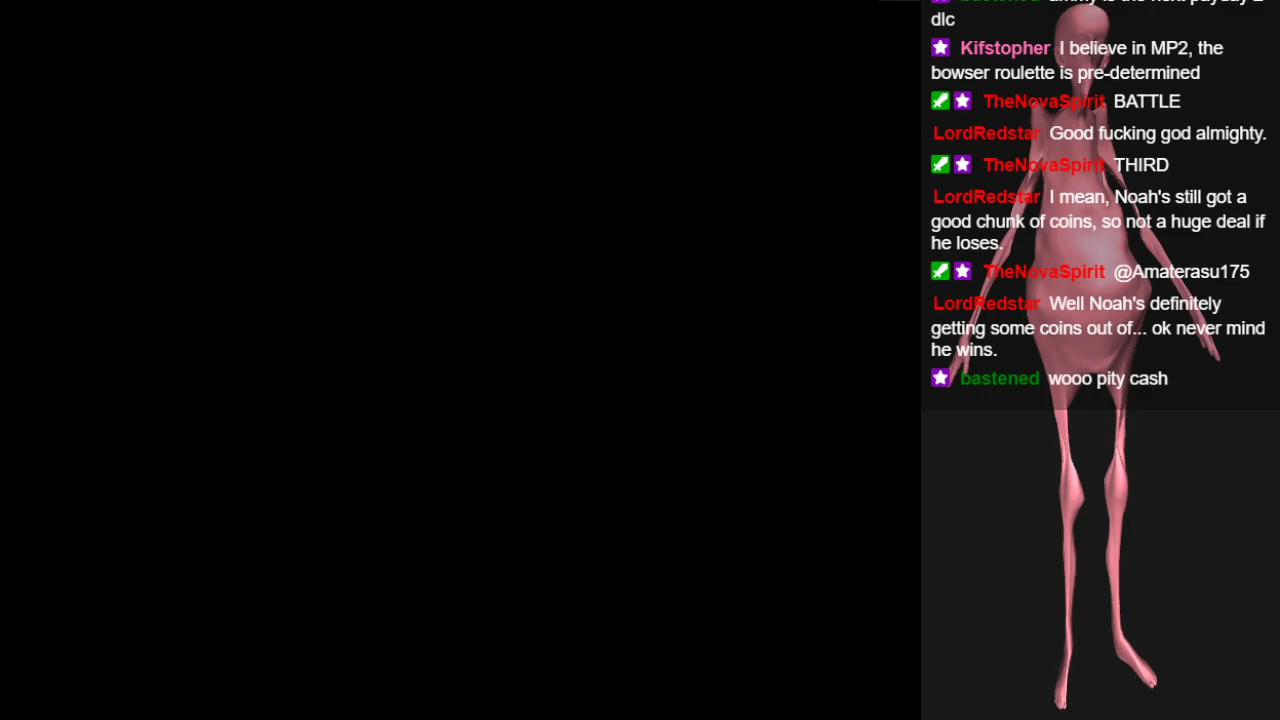 dlc
Kifstopher I believe in MP2, the
bowser roulette is pre-determined
TheNovaSpirit BATTLE
LordRedstar Good fucking god almighty.
TheNovaSpirit THIRD
LordRedstar I mean, Noah's still got a
good chunk of coins, so not a huge deal if
he loses.
TheNovaSpirit @Amaterasu175
LordRedstar Well Noah's definitely
getting some coins out of... ok never mind
he wins.
bastened wooo pity cash